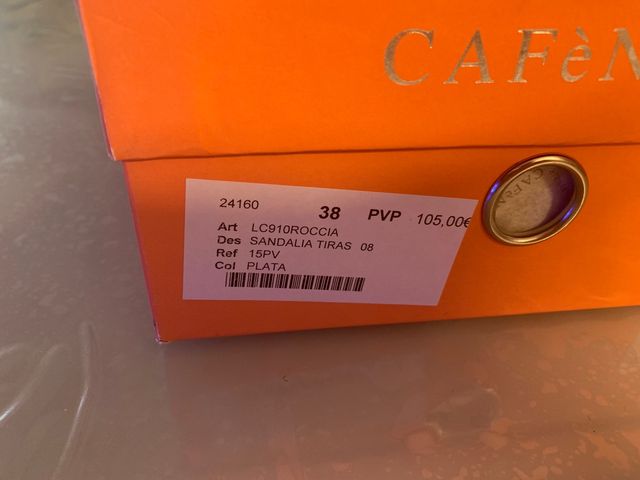 CAFèN
24160
38 PVP 105,00€
Art LC910ROCCIA
Des SANDALIA TIRAS 08
Ref 15PV
Col PLATA